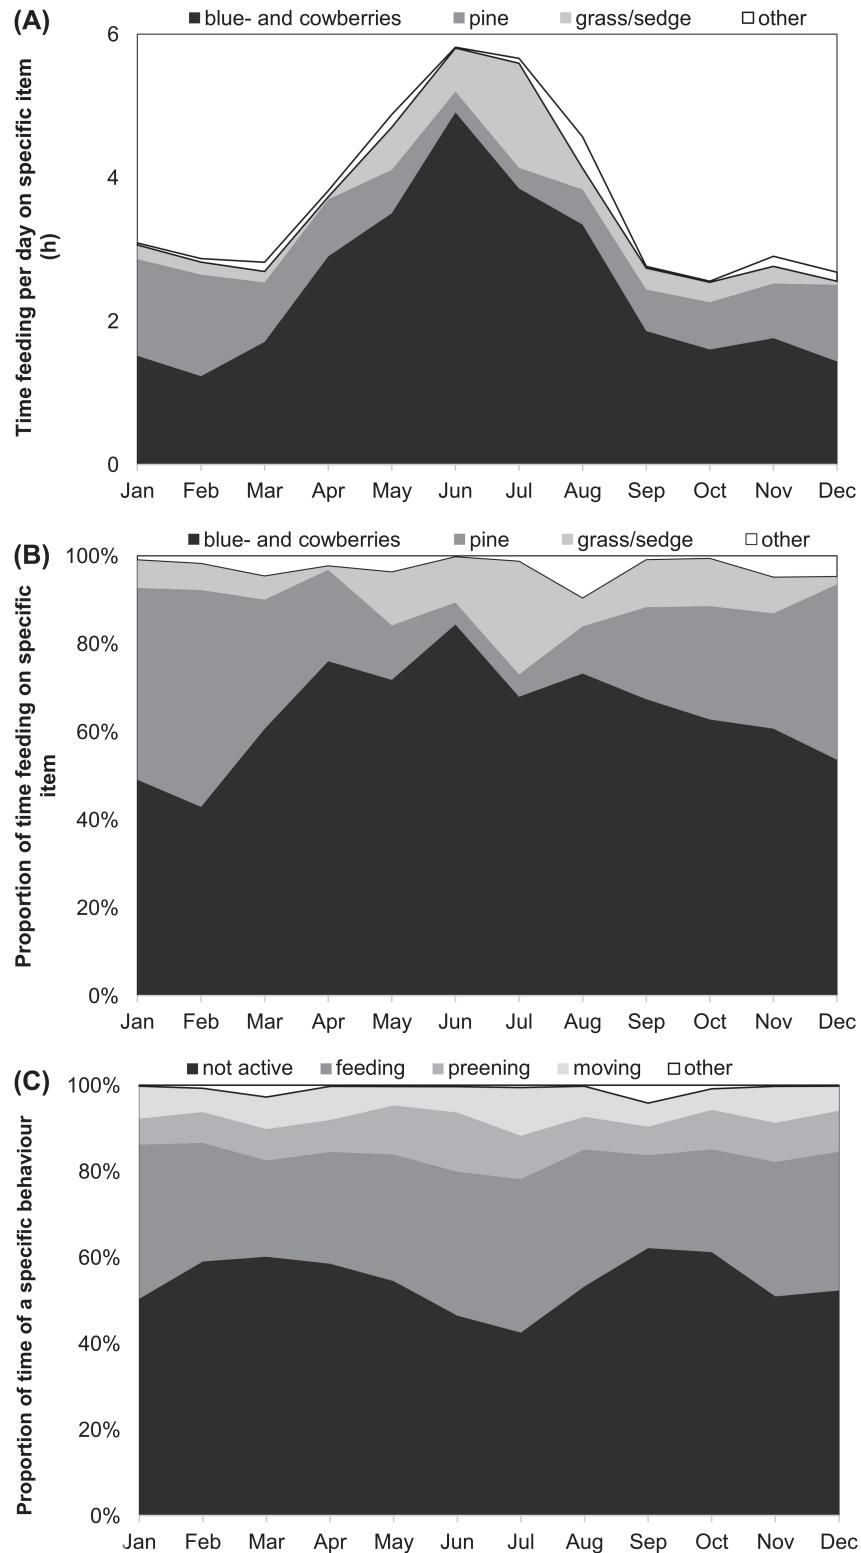 (A)
blue- and cowberries pine grass/sedge other
Time feeding per day on specific item
(h)
6
4
2
0
Jan Feb Mar Apr May Jun Jul Aug Sep Oct Nov Dec
(B)
blue- and cowberries pine grass/sedge other
Proportion of time feeding on specific
item
100%
80%
60%
40%
20%
0%
Jan Feb Mar Apr May Jun Jul Aug Sep Oct Nov Dec
(C)
not active feeding preening moving other
Proportion of time of a specific behaviour
100%
80%
60%
40%
20%
0%
Jan Feb Mar Apr May Jun Jul Aug Sep Oct Nov Dec